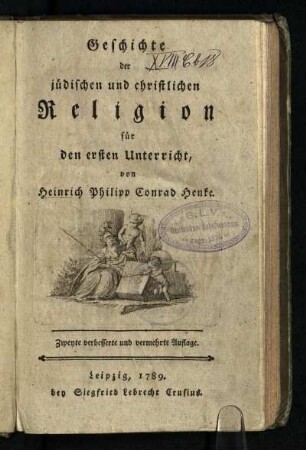 Geschichte
der
jüdischen und christlichen
Religion
für
den ersten Unterricht,
von
Heinrich Philipp Conrad Henke.
Zweyte verbesserte und vermehrte Auflage.
Leipzig, 1789.
bey Siegfried Lebrecht Crusius.